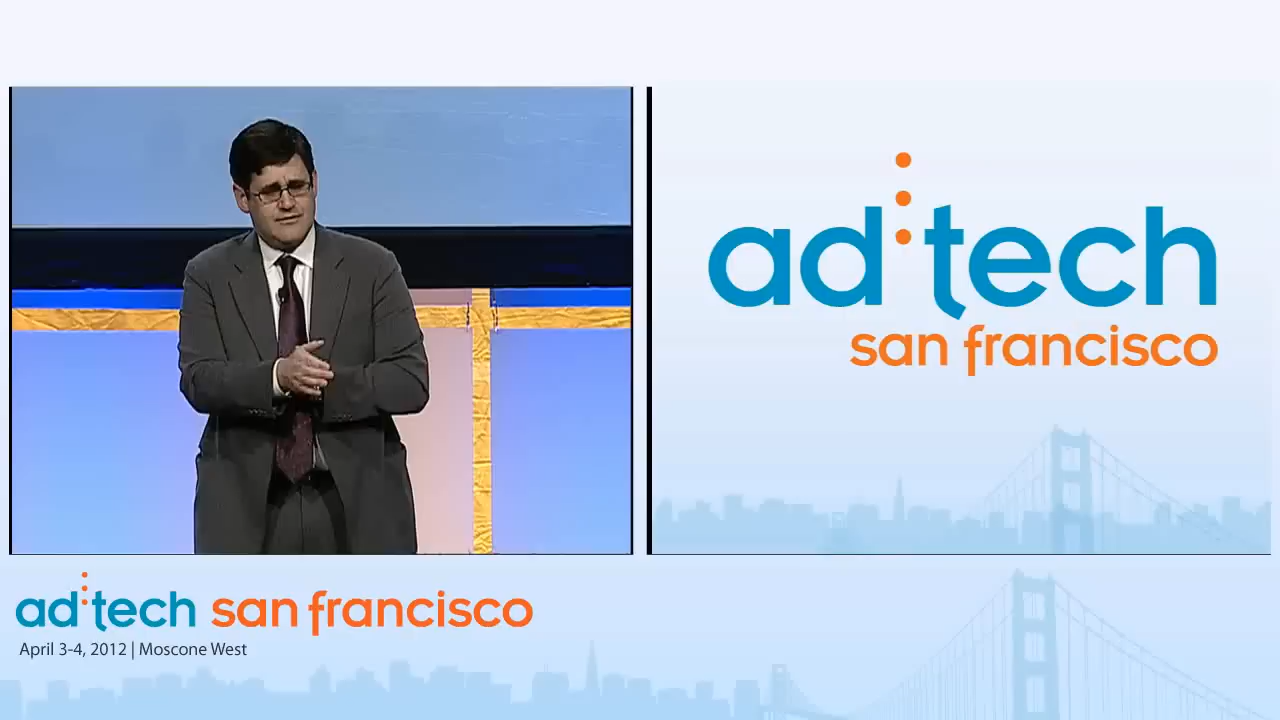 ad:tech
san francisco
ad:tech san francisco
April 3-4, 2012 | Moscone West